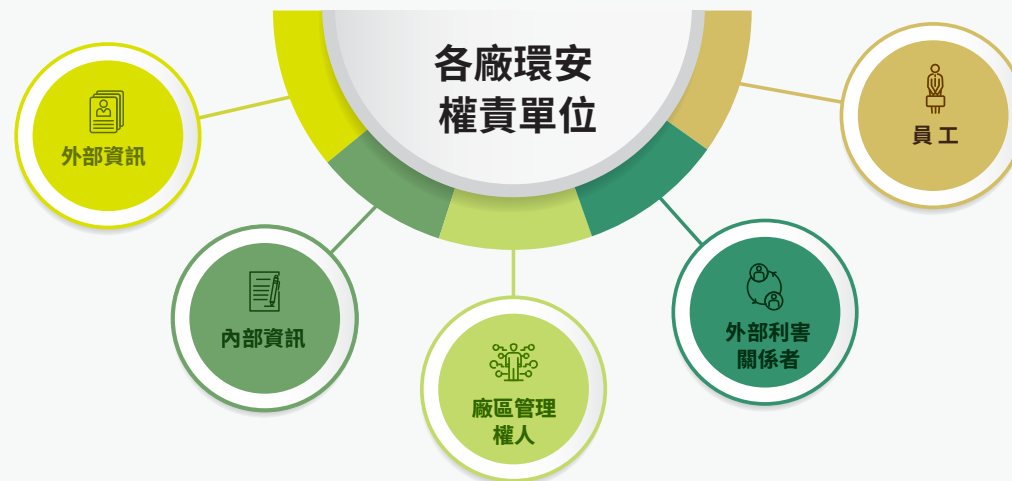 各廠環安
權責單位
外部資訊
內部資訊
廠區管理
權人
外部利害
關係者
員工